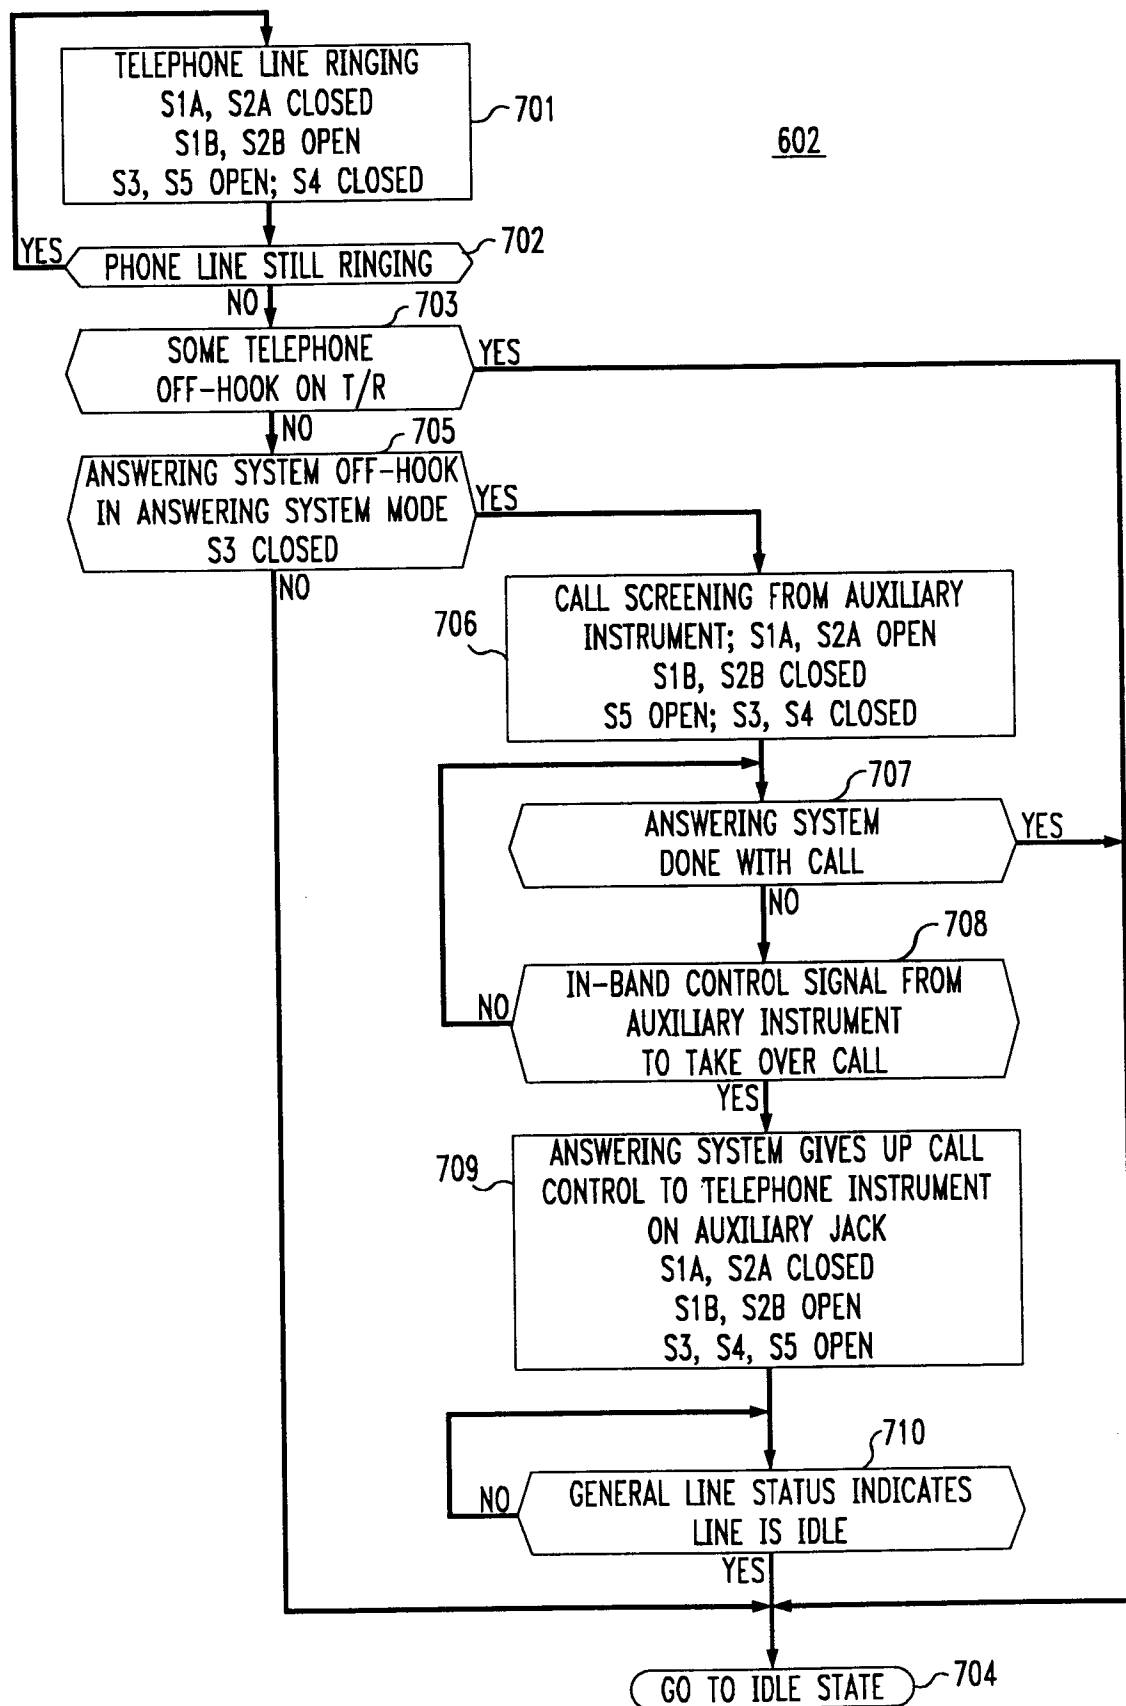 TELEPHONE LINE RINGING
S1A, S2A CLOSED
S1B, S2B OPEN
S3, S5 OPEN; S4 CLOSED
701
602
702
YES
PHONE LINE STILL RINGING
NO
703
SOME TELEPHONE
OFF-HOOK ON T/R
YES
NO
705
ANSWERING SYSTEM OFF-HOOK
IN ANSWERING SYSTEM MODE
S3 CLOSED
YES
NO
706
CALL SCREENING FROM AUXILIARY
INSTRUMENT; S1A, S2A OPEN
S1B, S2B CLOSED
S5 OPEN; S3, S4 CLOSED
707
ANSWERING SYSTEM
DONE WITH CALL
YES
NO
708
IN-BAND CONTROL SIGNAL FROM
AUXILIARY INSTRUMENT
TO TAKE OVER CALL
NO
YES
709
ANSWERING SYSTEM GIVES UP CALL
CONTROL TO TELEPHONE INSTRUMENT
ON AUXILIARY JACK
S1A, S2A CLOSED
S1B, S2B OPEN
S3, S4, S5 OPEN
710
GENERAL LINE STATUS INDICATES
LINE IS IDLE
NO
YES
GO TO IDLE STATE
704